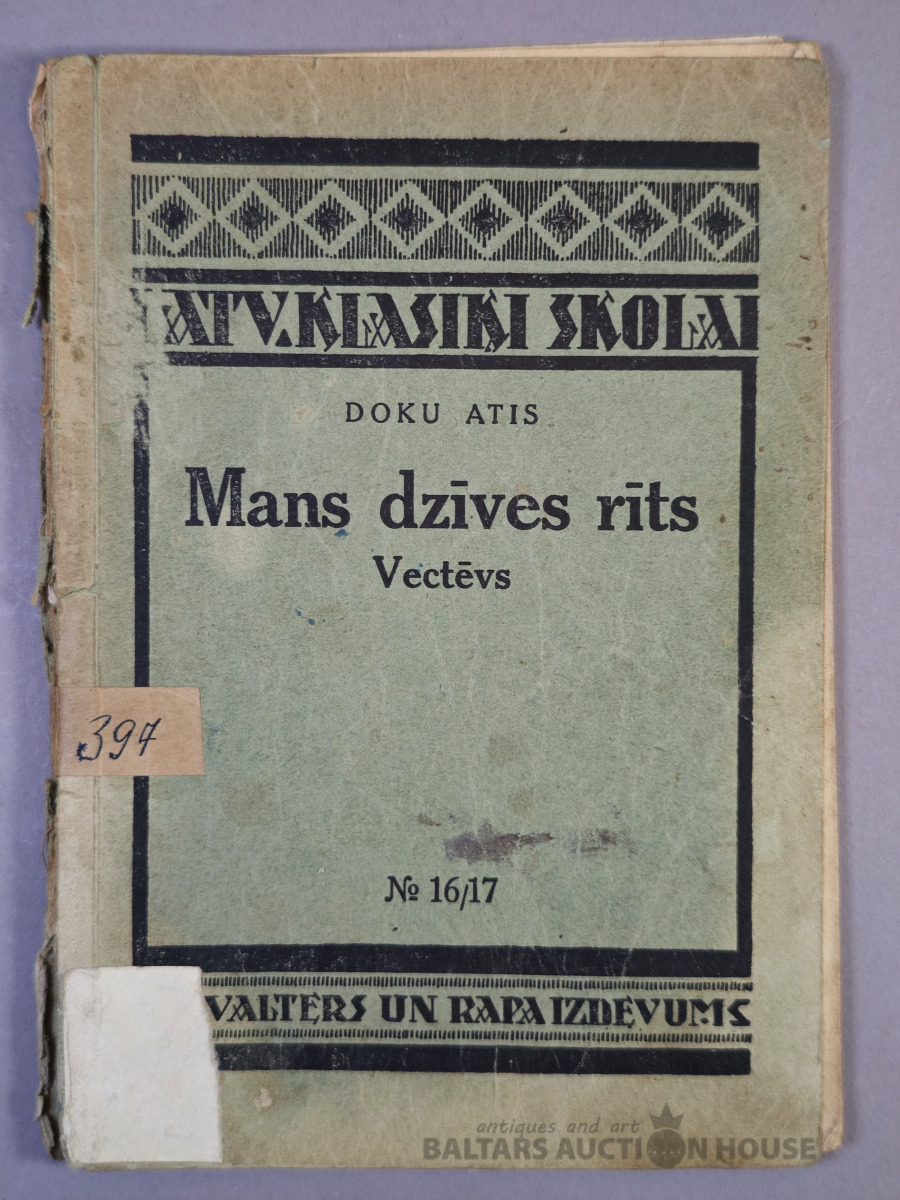 LATV. KLASIĶI SKOLAI
DOKU ATIS
Mans dzīves rīts
Vectēvs
397
№ 16/17
VALTERS UN RAPA IZDEVUMS
antiques and art
BALTARS AUCTION HOUSE